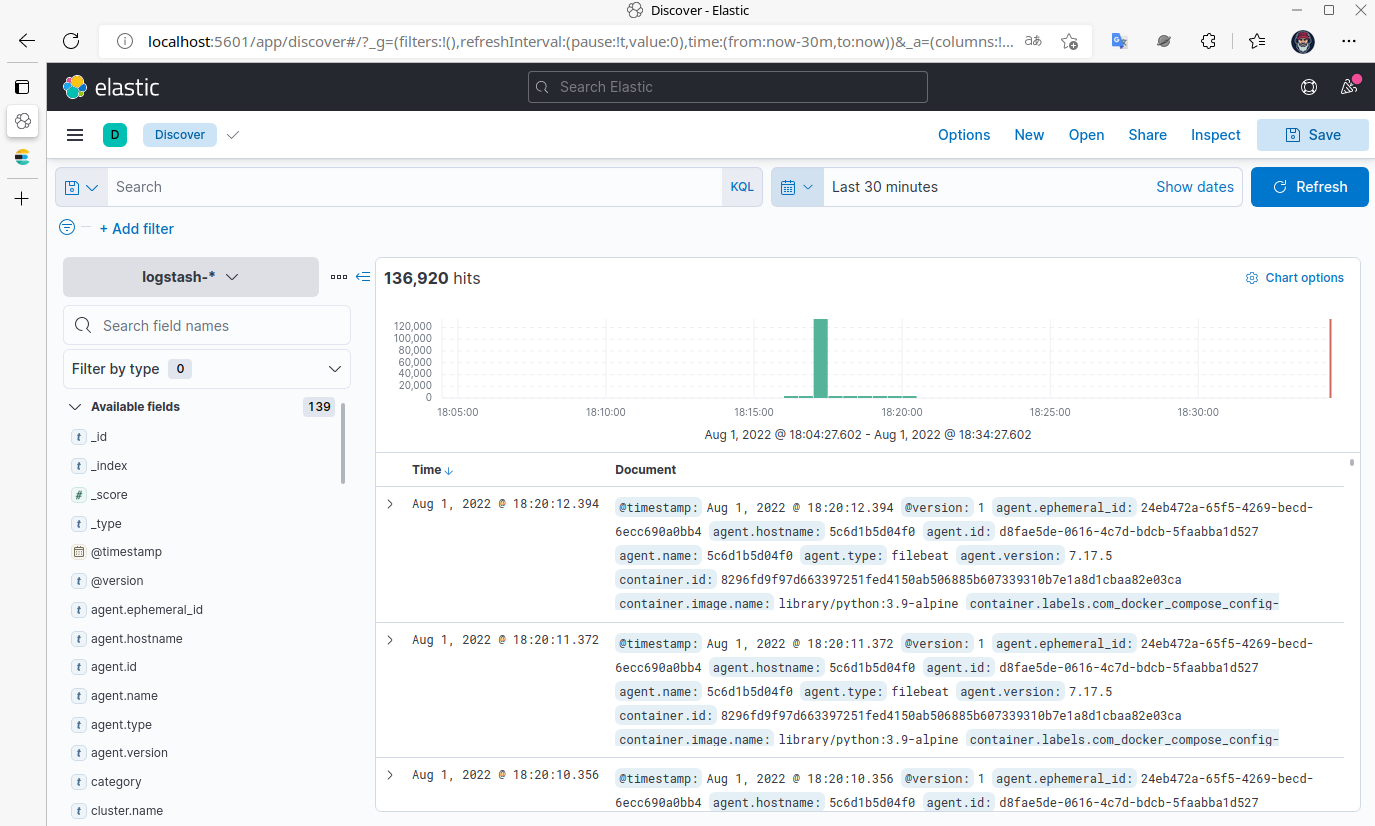 Discover - Elastic
localhost:5601/app/discover#/?_g=(filters:!(),refreshInterval:(pause:!t,value:0),time:(from:now-30m,to:now))&_a=(columns:!...
elastic
Search Elastic
D Discover Options New Open Share Inspect Save
Search KQL Last 30 minutes Show dates Refresh
+ Add filter
logstash-*
Search field names
Filter by type 0
Available fields 139
t _id
t _index
# _score
t _type
@timestamp
t @version
t agent.ephemeral_id
t agent.hostname
t agent.id
t agent.name
t agent.type
t agent.version
t category
t cluster.name
136,920 hits Chart options
120,000
100,000
80,000
60,000
40,000
20,000
0
18:05:00 18:10:00 18:15:00 18:20:00 18:25:00 18:30:00
Aug 1, 2022 @ 18:04:27.602 - Aug 1, 2022 @ 18:34:27.602
Time Document
Aug 1, 2022 @ 18:20:12.394 @timestamp: Aug 1, 2022 @ 18:20:12.394 @version: 1 agent.ephemeral_id: 24eb472a-65f5-4269-becd-
6ecc690a0bb4 agent.hostname: 5c6d1b5d04f0 agent.id: d8fae5de-0616-4c7d-bdcb-5faabba1d527
agent.name: 5c6d1b5d04f0 agent.type: filebeat agent.version: 7.17.5
container.id: 8296fd9f97d663397251fed4150ab506885b607339310b7e1a8d1cbaa82e03ca
container.image.name: library/python:3.9-alpine container.labels.com_docker_compose_config-
Aug 1, 2022 @ 18:20:11.372 @timestamp: Aug 1, 2022 @ 18:20:11.372 @version: 1 agent.ephemeral_id: 24eb472a-65f5-4269-becd-
6ecc690a0bb4 agent.hostname: 5c6d1b5d04f0 agent.id: d8fae5de-0616-4c7d-bdcb-5faabba1d527
agent.name: 5c6d1b5d04f0 agent.type: filebeat agent.version: 7.17.5
container.id: 8296fd9f97d663397251fed4150ab506885b607339310b7e1a8d1cbaa82e03ca
container.image.name: library/python:3.9-alpine container.labels.com_docker_compose_config-
Aug 1, 2022 @ 18:20:10.356 @timestamp: Aug 1, 2022 @ 18:20:10.356 @version: 1 agent.ephemeral_id: 24eb472a-65f5-4269-becd-
6ecc690a0bb4 agent.hostname: 5c6d1b5d04f0 agent.id: d8fae5de-0616-4c7d-bdcb-5faabba1d527